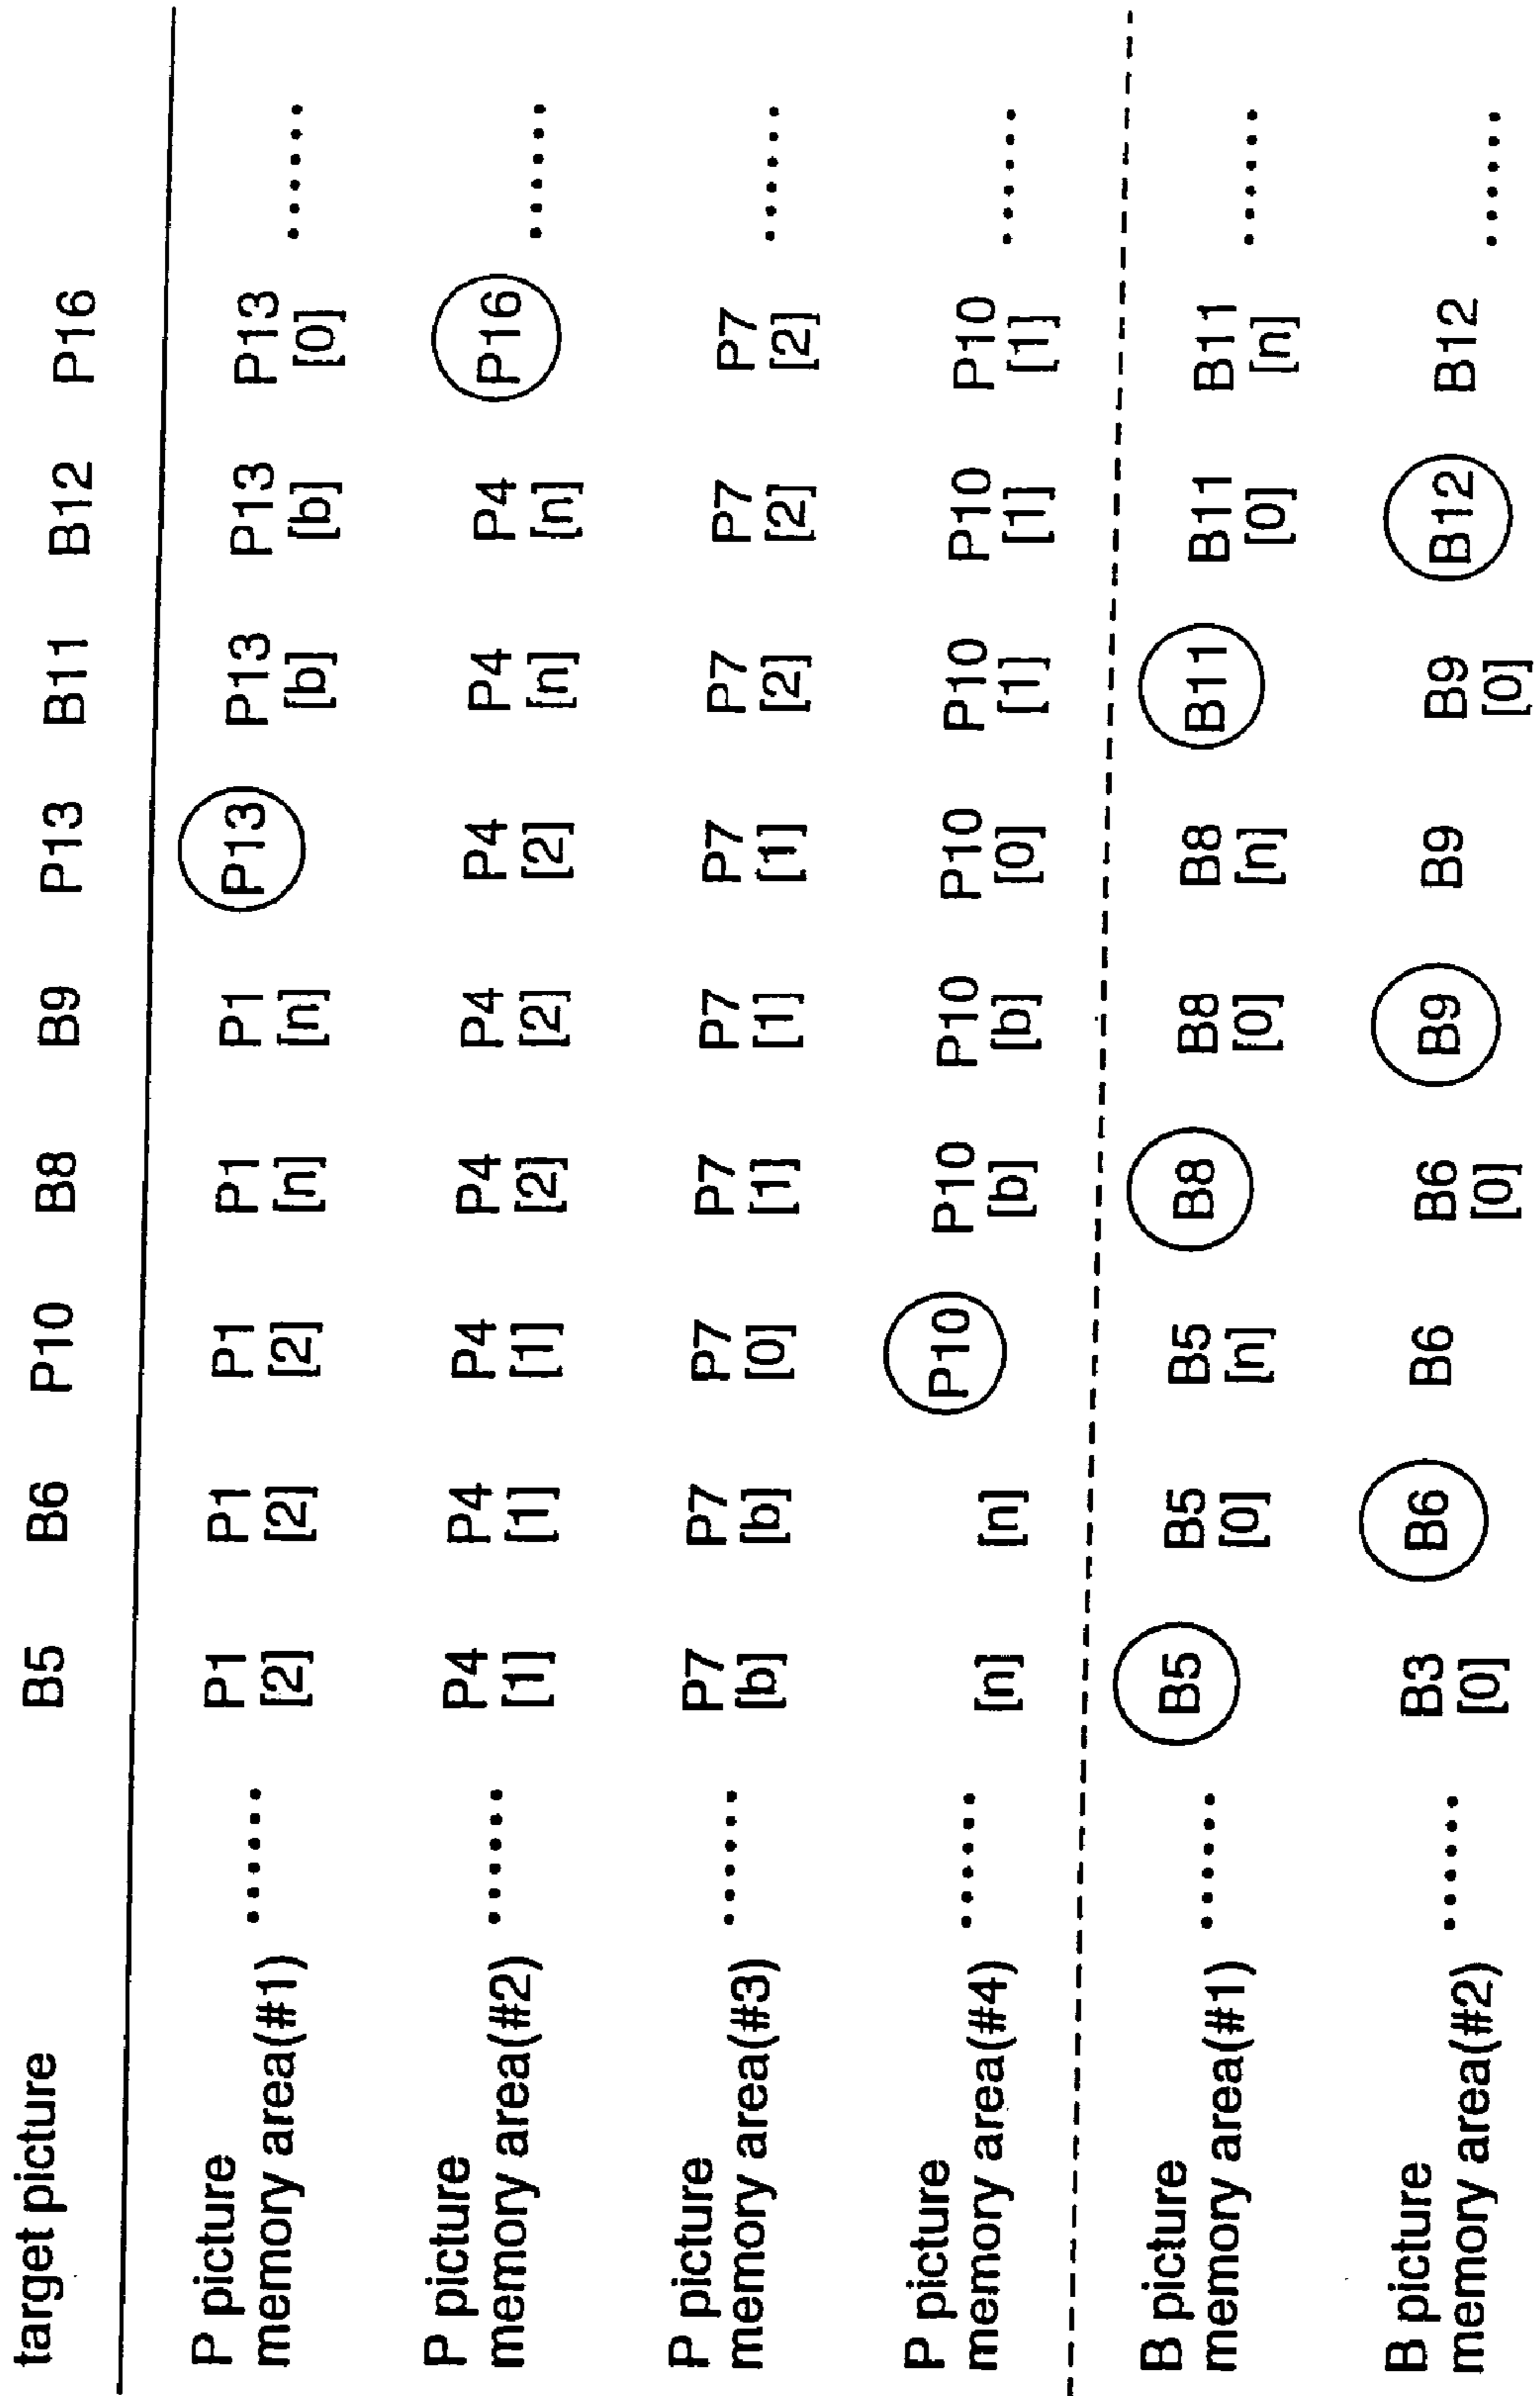 target picture B5 B6 P10 B8 B9 P13 B11 B12 P16
P picture P1 P1 P1 P1 P1 P13 P13 P13 P13
memory area(#1) ...... [2] [2] [2] [n] [n] [b] [b] [0] ......
P picture P4 P4 P4 P4 P4 P4 P4 P4 P16
memory area(#2) ...... [1] [1] [1] [2] [2] [2] [n] [n] ......
P picture P7 P7 P7 P7 P7 P7 P7 P7 P7
memory area(#3) ...... [b] [b] [0] [1] [1] [1] [2] [2] [2] ......
P picture P10 P10 P10 P10 P10 P10 P10
memory area(#4) ...... [n] [n] [b] [b] [0] [1] [1] [1] ......
B picture B5 B5 B5 B8 B8 B8 B11 B11 B11
memory area(#1) ...... [0] [n] [0] [n] [0] [n] ......
B picture B3 B6 B6 B6 B9 B9 B9 B12 B12
memory area(#2) ...... [0] [0] [0] ......